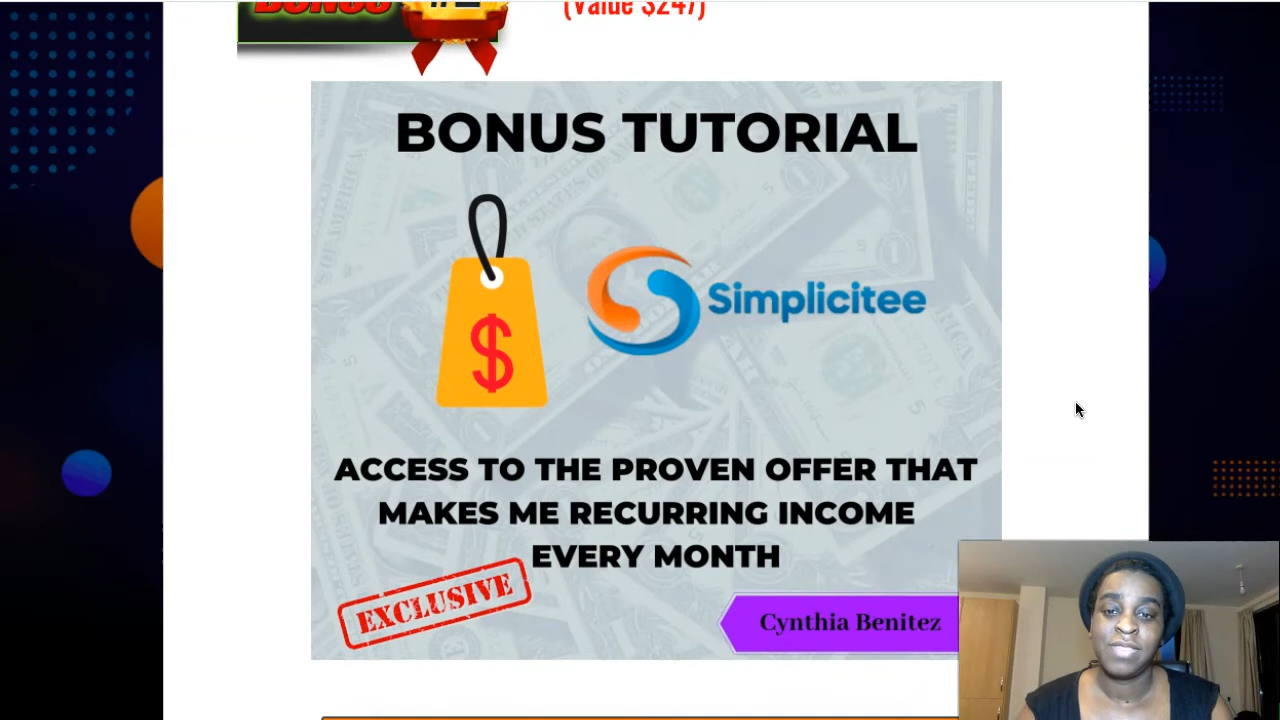 BONUS
(Value $247)
BONUS TUTORIAL
$
Simplicitee
ACCESS TO THE PROVEN OFFER THAT
MAKES ME RECURRING INCOME
EVERY MONTH
EXCLUSIVE
Cynthia Benitez